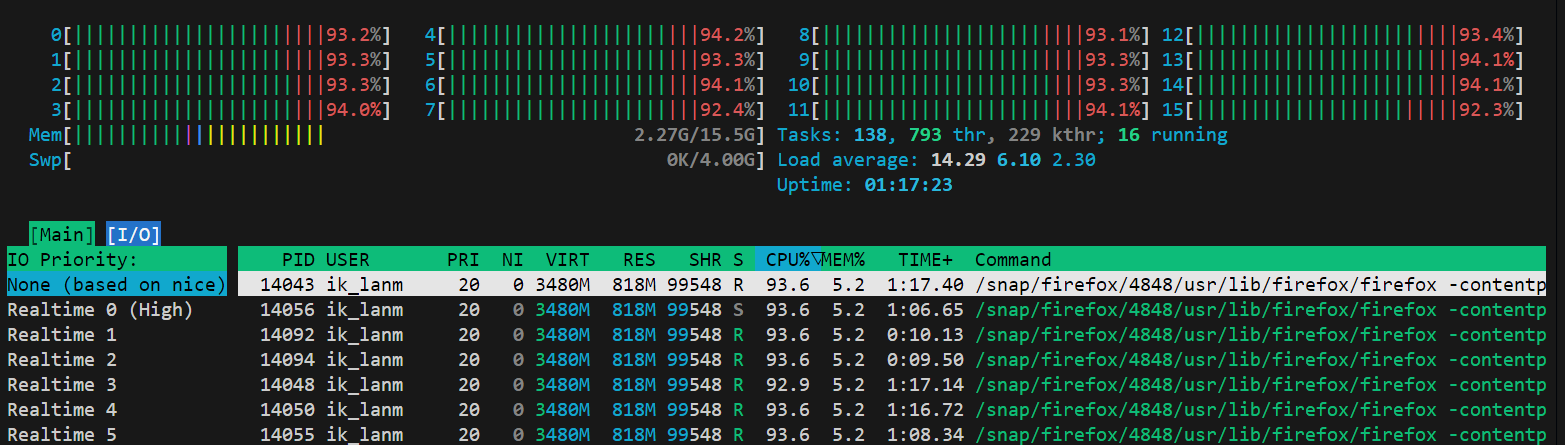 0[||||||||||||||||||||||||93.2%] 4[||||||||||||||||||||||||94.2%] 8[||||||||||||||||||||||||93.1%] 12[||||||||||||||||||||||||93.4%]
1[||||||||||||||||||||||||93.3%] 5[||||||||||||||||||||||||93.3%] 9[||||||||||||||||||||||||93.3%] 13[||||||||||||||||||||||||94.1%]
2[||||||||||||||||||||||||93.3%] 6[||||||||||||||||||||||||94.1%] 10[||||||||||||||||||||||||93.3%] 14[||||||||||||||||||||||||94.1%]
3[||||||||||||||||||||||||94.0%] 7[||||||||||||||||||||||||92.4%] 11[||||||||||||||||||||||||94.1%] 15[||||||||||||||||||||||||92.3%]
Mem[||||||||||||||||||||||| 2.27G/15.5G] Tasks: 138, 793 thr, 229 kthr; 16 running
Swp[ 0K/4.00G] Load average: 14.29 6.10 2.30
Uptime: 01:17:23
[Main] [I/O]
IO Priority: PID USER PRI NI VIRT RES SHR S CPU%▽MEM% TIME+ Command
None (based on nice) 14043 ik_lanm 20 0 3480M 818M 99548 R 93.6 5.2 1:17.40 /snap/firefox/4848/usr/lib/firefox/firefox -contentp
Realtime 0 (High) 14056 ik_lanm 20 0 3480M 818M 99548 S 93.6 5.2 1:06.65 /snap/firefox/4848/usr/lib/firefox/firefox -contentp
Realtime 1 14092 ik_lanm 20 0 3480M 818M 99548 R 93.6 5.2 0:10.13 /snap/firefox/4848/usr/lib/firefox/firefox -contentp
Realtime 2 14094 ik_lanm 20 0 3480M 818M 99548 R 93.6 5.2 0:09.50 /snap/firefox/4848/usr/lib/firefox/firefox -contentp
Realtime 3 14048 ik_lanm 20 0 3480M 818M 99548 R 92.9 5.2 1:17.14 /snap/firefox/4848/usr/lib/firefox/firefox -contentp
Realtime 4 14050 ik_lanm 20 0 3480M 818M 99548 R 93.6 5.2 1:16.72 /snap/firefox/4848/usr/lib/firefox/firefox -contentp
Realtime 5 14055 ik_lanm 20 0 3480M 818M 99548 R 93.6 5.2 1:08.34 /snap/firefox/4848/usr/lib/firefox/firefox -contentp